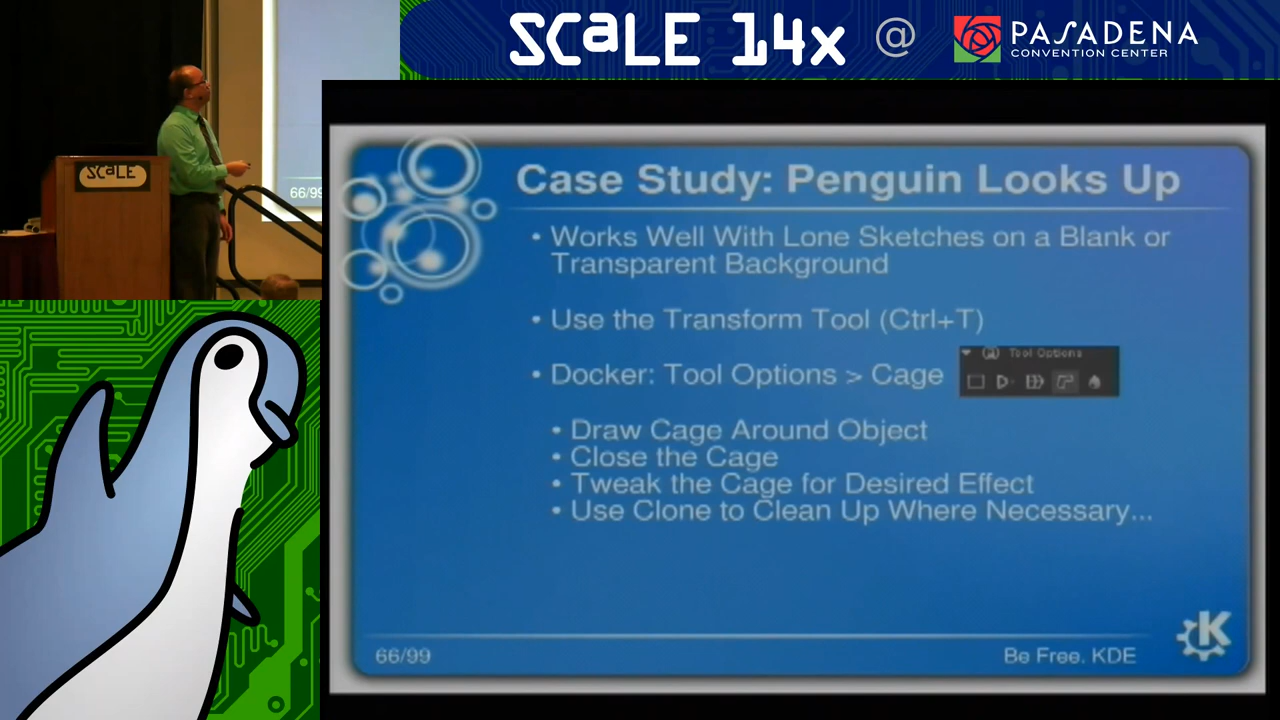 SCALE 14x @ PASADENA
CONVENTION CENTER
SCALE
66/99
Case Study: Penguin Looks Up
• Works Well With Lone Sketches on a Blank or
Transparent Background
• Use the Transform Tool (Ctrl+T)
• Docker: Tool Options > Cage
Tool Options
• Draw Cage Around Object
• Close the Cage
• Tweak the Cage for Desired Effect
• Use Clone to Clean Up Where Necessary...
66/99
Be Free. KDE
K